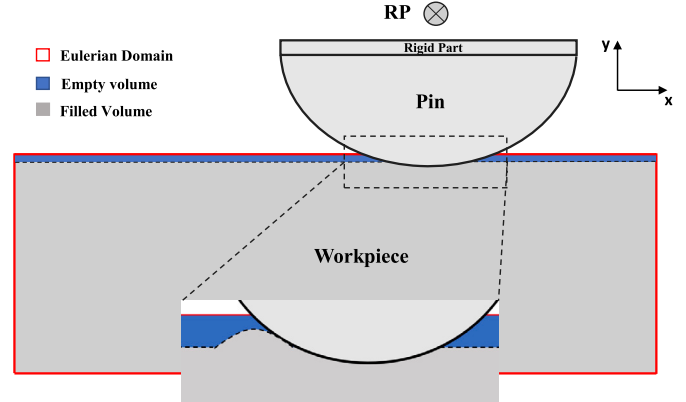 RP
Rigid Part
Pin
y
x
Eulerian Domain
Empty volume
Filled Volume
Workpiece